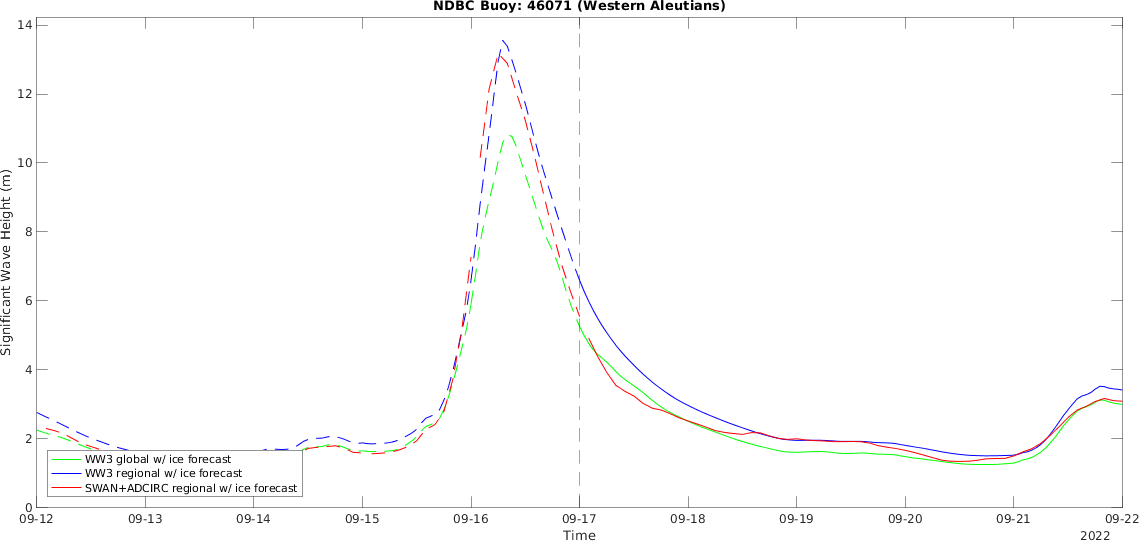 NDBC Buoy: 46071 (Western Aleutians)
14
12
10
8
6
4
2
0
Significant Wave Height (m)
WW3 global w/ ice forecast
WW3 regional w/ ice forecast
SWAN+ADCIRC regional w/ ice forecast
09-12 09-13 09-14 09-15 09-16 09-17 09-18 09-19 09-20 09-21 09-22
Time
2022